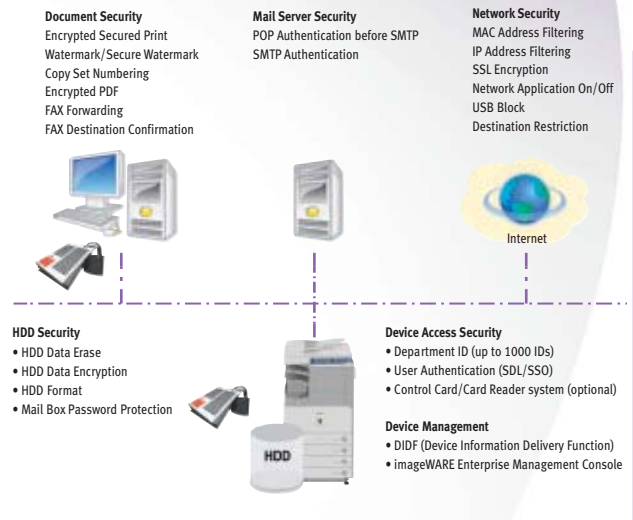 Document Security
Encrypted Secured Print
Watermark/Secure Watermark
Copy Set Numbering
Encrypted PDF
FAX Forwarding
FAX Destination Confirmation
Mail Server Security
POP Authentication before SMTP
SMTP Authentication
Network Security
MAC Address Filtering
IP Address Filtering
SSL Encryption
Network Application On/Off
USB Block
Destination Restriction
Internet
HDD Security
• HDD Data Erase
• HDD Data Encryption
• HDD Format
• Mail Box Password Protection
HDD
Device Access Security
• Department ID (up to 1000 IDs)
• User Authentication (SDL/SSO)
• Control Card/Card Reader system (optional)
Device Management
• DIDF (Device Information Delivery Function)
• imageWARE Enterprise Management Console